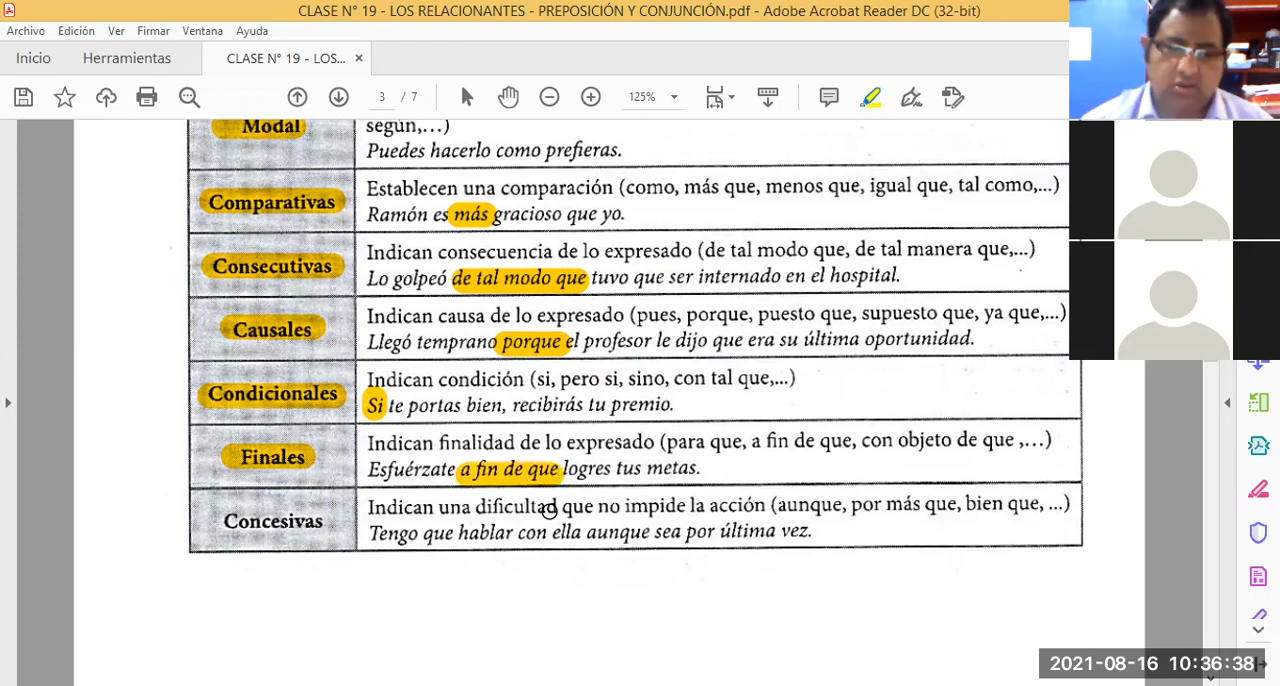 CLASE N° 19 - LOS RELACIONANTES - PREPOSICIÓN Y CONJUNCIÓN.pdf - Adobe Acrobat Reader DC (32-bit)
Archivo Edición Ver Firmar Ventana Ayuda
Inicio Herramientas CLASE N° 19 - LOS... ×
3 / 7 125%
Modal
según,...)
Puedes hacerlo como prefieras.
Comparativas
Establecen una comparación (como, más que, menos que, igual que, tal como,...)
Ramón es más gracioso que yo.
Consecutivas
Indican consecuencia de lo expresado (de tal modo que, de tal manera que,...)
Lo golpeó de tal modo que tuvo que ser internado en el hospital.
Causales
Indican causa de lo expresado (pues, porque, puesto que, supuesto que, ya que,...)
Llegó temprano porque el profesor le dijo que era su última oportunidad.
Condicionales
Indican condición (si, pero si, sino, con tal que,...)
Si te portas bien, recibirás tu premio.
Finales
Indican finalidad de lo expresado (para que, a fin de que, con objeto de que ,...)
Esfuérzate a fin de que logres tus metas.
Concesivas
Indican una dificultad que no impide la acción (aunque, por más que, bien que, ...)
Tengo que hablar con ella aunque sea por última vez.
2021-08-16 10:36:38